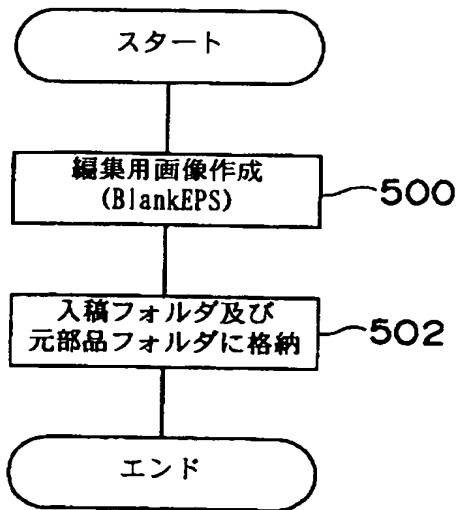 スタート
編集用画像作成
(BlankEPS)
500
入稿フォルダ及び
元部品フォルダに格納
502
エンド